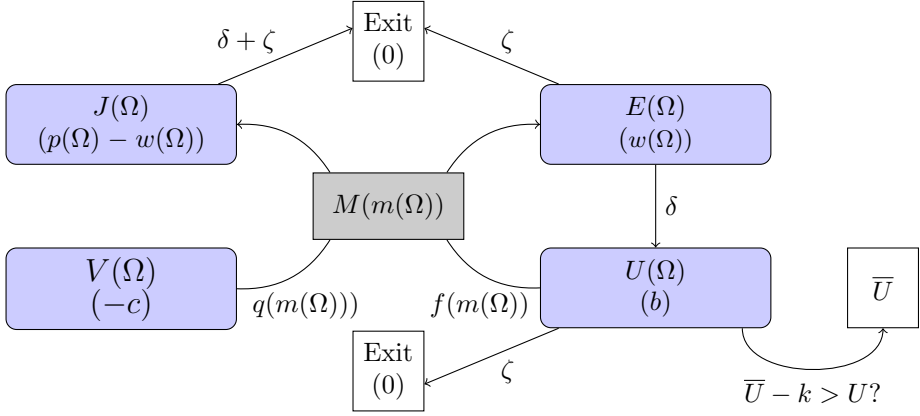 Exit
(0)
δ + ζ
ζ
J(Ω)
(p(Ω) − w(Ω))
E(Ω)
(w(Ω))
M(m(Ω))
δ
V(Ω)
(−c)
q(m(Ω)))
f(m(Ω))
U(Ω)
(b)
U̅
Exit
(0)
ζ
U̅ − k > U?